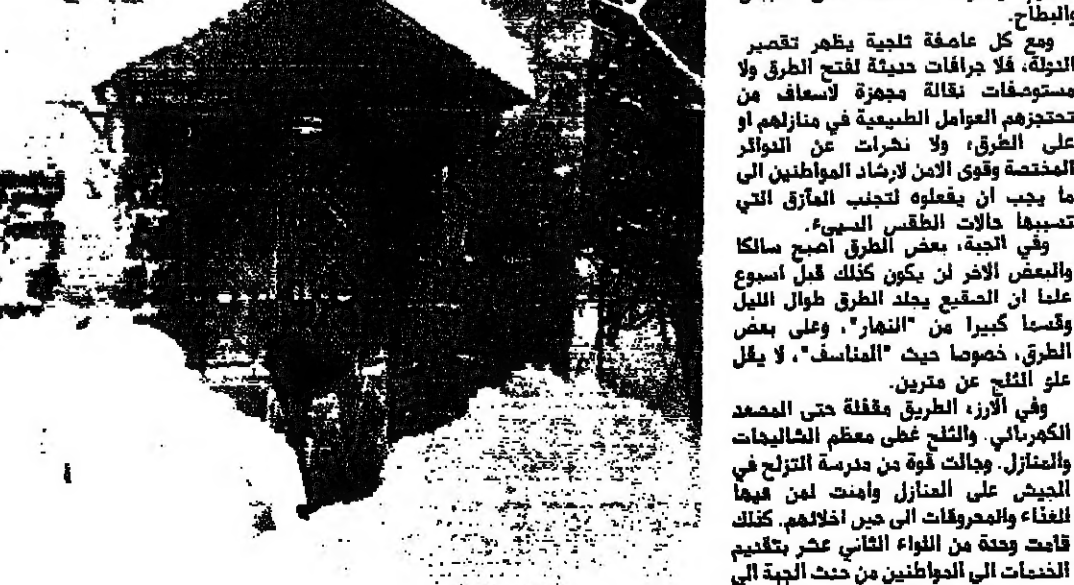 والبطاح.
ومع كل عاصفة ثلجية يظهر تقصير
الدولة، فلا جرافات حديثة لفتح الطرق ولا
مستوصفات نقالة مجهزة لاسعاف من
تحتجزهم العوامل الطبيعية في منازلهم او
على الطرق، ولا نشرات عن الدوائر
المختصة وقوى الامن لارشاد المواطنين الى
ما يجب ان يفعلوه لتجنب المآزق التي
تسببها حالات الطقس السيىء.
وفي الجبة، بعض الطرق اصبح سالكا
والبعض الاخر لن يكون كذلك قبل اسبوع
علما ان الصقيع يجلد الطرق طوال الليل
وقسما كبيرا من "النهار"، وعلى بعض
الطرق، خصوصا حيث "المناسف"، لا يقل
علو الثلج عن مترين.
وفي الارز، الطريق مقفلة حتى المصعد
الكهربائي. والثلج غطى معظم الشاليهات
والمنازل. وجالت قوة من مدرسة التزلج في
الجيش على المنازل وامنت لمن فيها
الغذاء والمحروقات الى حين اخلائهم. كذلك
قامت وحدة من اللواء الثاني عشر بتقديم
الخدمات الى المواطنين من حدث الجبة الى